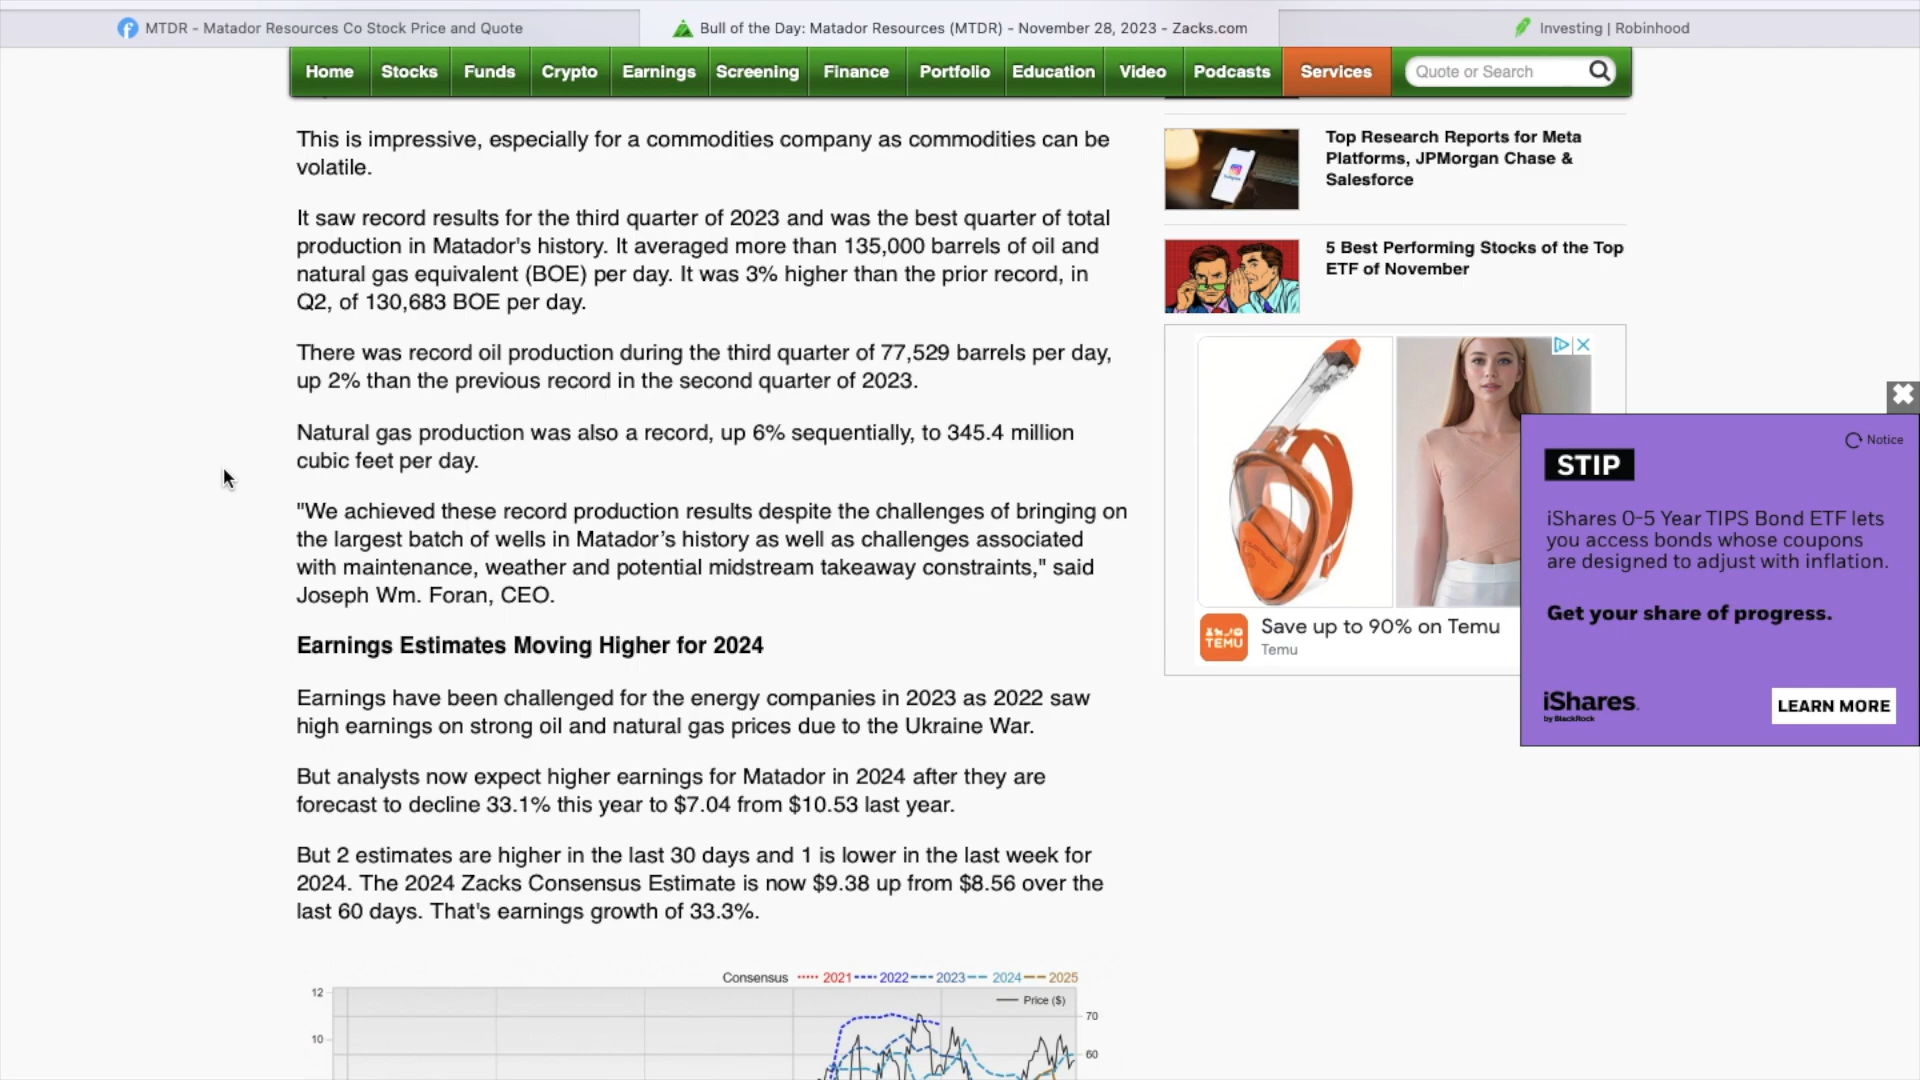 MTDR - Matador Resources Co Stock Price and Quote
Bull of the Day: Matador Resources (MTDR) - November 28, 2023 - Zacks.com
Investing | Robinhood
Home Stocks Funds Crypto Earnings Screening Finance Portfolio Education Video Podcasts Services Quote or Search
This is impressive, especially for a commodities company as commodities can be
volatile.
It saw record results for the third quarter of 2023 and was the best quarter of total
production in Matador's history. It averaged more than 135,000 barrels of oil and
natural gas equivalent (BOE) per day. It was 3% higher than the prior record, in
Q2, of 130,683 BOE per day.
There was record oil production during the third quarter of 77,529 barrels per day,
up 2% than the previous record in the second quarter of 2023.
Natural gas production was also a record, up 6% sequentially, to 345.4 million
cubic feet per day.
"We achieved these record production results despite the challenges of bringing on
the largest batch of wells in Matador’s history as well as challenges associated
with maintenance, weather and potential midstream takeaway constraints," said
Joseph Wm. Foran, CEO.
Earnings Estimates Moving Higher for 2024
Earnings have been challenged for the energy companies in 2023 as 2022 saw
high earnings on strong oil and natural gas prices due to the Ukraine War.
But analysts now expect higher earnings for Matador in 2024 after they are
forecast to decline 33.1% this year to $7.04 from $10.53 last year.
But 2 estimates are higher in the last 30 days and 1 is lower in the last week for
2024. The 2024 Zacks Consensus Estimate is now $9.38 up from $8.56 over the
last 60 days. That's earnings growth of 33.3%.
Consensus 2021 2022 2023 2024 2025
Price ($)
12
10
70
60
Top Research Reports for Meta
Platforms, JPMorgan Chase &
Salesforce
5 Best Performing Stocks of the Top
ETF of November
TEMU
Save up to 90% on Temu
Temu
Notice
STIP
iShares 0-5 Year TIPS Bond ETF lets
you access bonds whose coupons
are designed to adjust with inflation.
Get your share of progress.
iShares.
by BlackRock
LEARN MORE